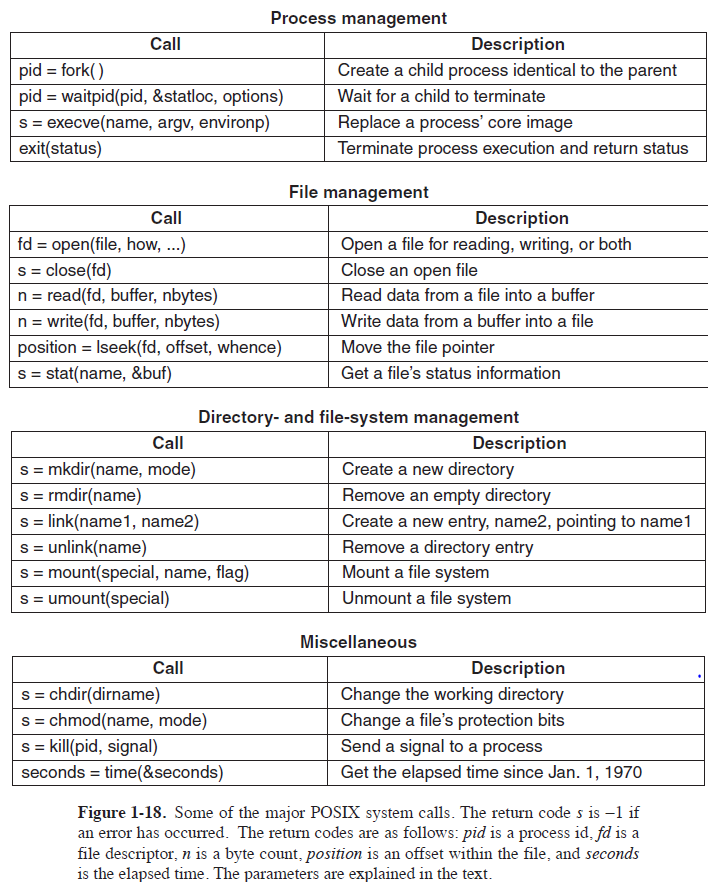 Process management
Call Description
pid = fork( ) Create a child process identical to the parent
pid = waitpid(pid, &statloc, options) Wait for a child to terminate
s = execve(name, argv, environp) Replace a process’ core image
exit(status) Terminate process execution and return status
File management
Call Description
fd = open(file, how, ...) Open a file for reading, writing, or both
s = close(fd) Close an open file
n = read(fd, buffer, nbytes) Read data from a file into a buffer
n = write(fd, buffer, nbytes) Write data from a buffer into a file
position = lseek(fd, offset, whence) Move the file pointer
s = stat(name, &buf) Get a file’s status information
Directory- and file-system management
Call Description
s = mkdir(name, mode) Create a new directory
s = rmdir(name) Remove an empty directory
s = link(name1, name2) Create a new entry, name2, pointing to name1
s = unlink(name) Remove a directory entry
s = mount(special, name, flag) Mount a file system
s = umount(special) Unmount a file system
Miscellaneous
Call Description
s = chdir(dirname) Change the working directory
s = chmod(name, mode) Change a file’s protection bits
s = kill(pid, signal) Send a signal to a process
seconds = time(&seconds) Get the elapsed time since Jan. 1, 1970
Figure 1-18. Some of the major POSIX system calls. The return code s is −1 if
an error has occurred. The return codes are as follows: pid is a process id, fd is a
file descriptor, n is a byte count, position is an offset within the file, and seconds
is the elapsed time. The parameters are explained in the text.